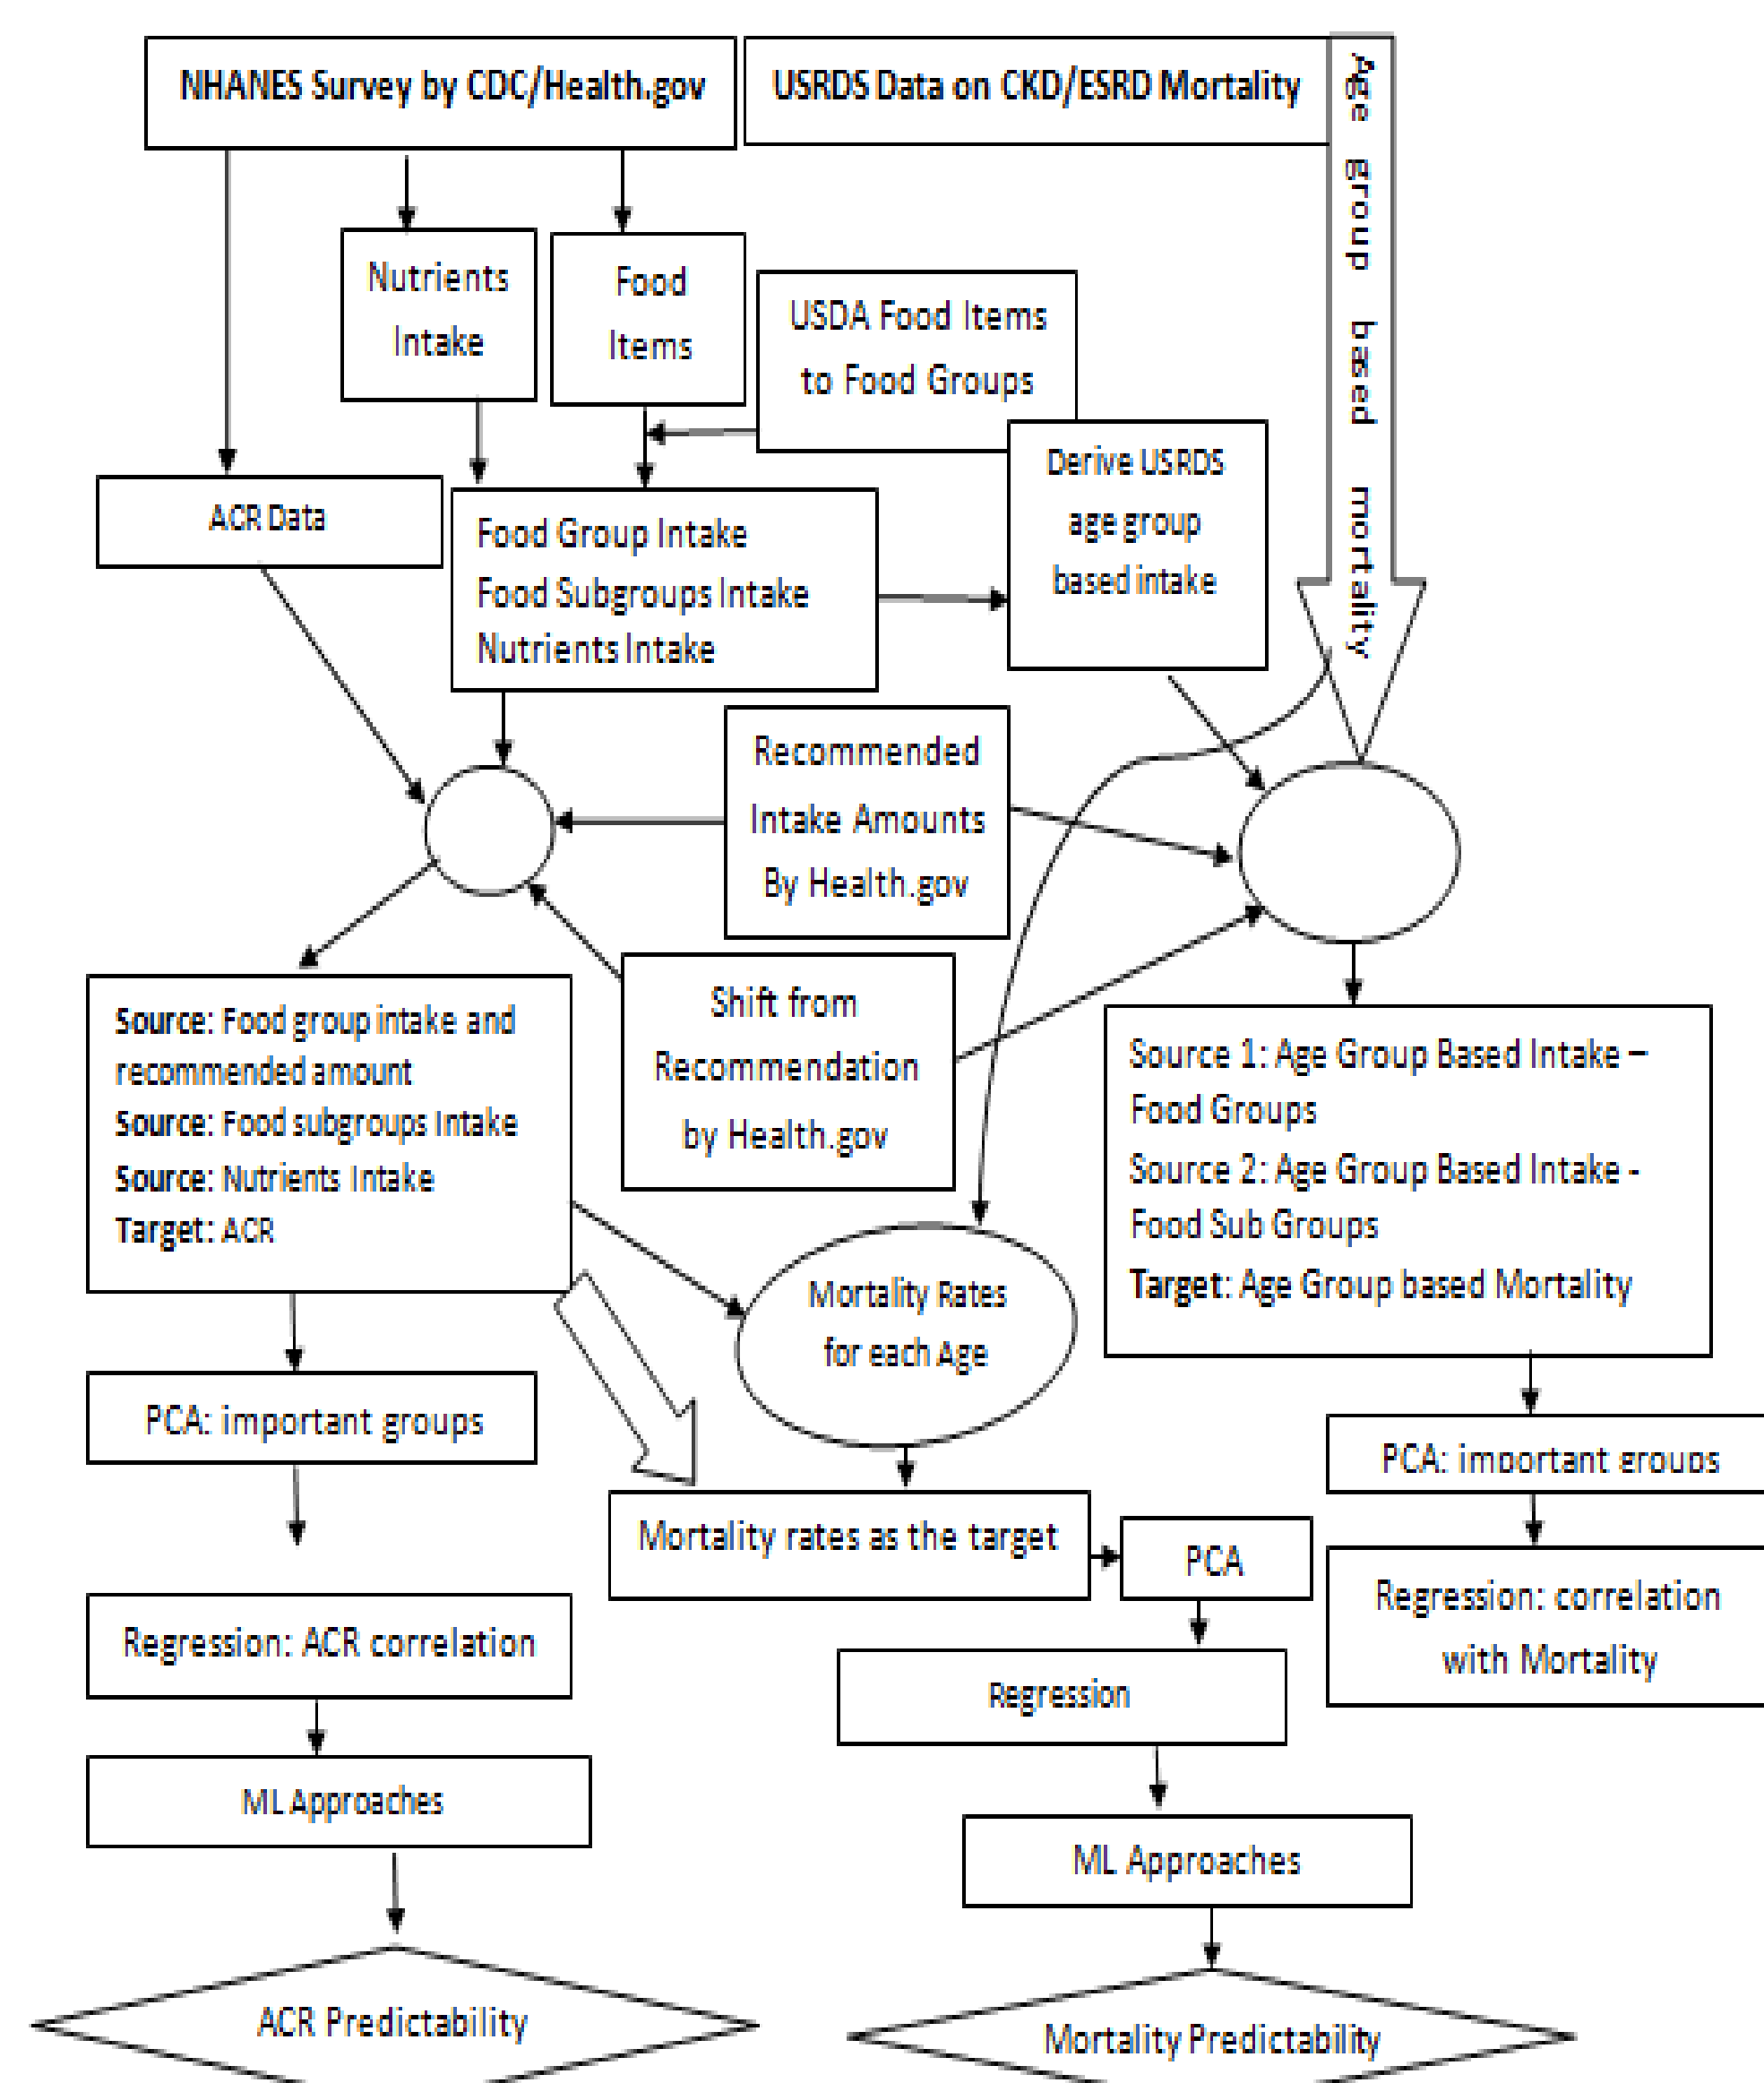 NHANES Survey by CDC/Health.gov
USRDS Data on CKD/ESRD Mortality
Age group based mortality
Nutrients
Intake
Food
Items
USDA Food Items
to Food Groups
Derive USRDS
age group
based intake
ACR Data
Food Group Intake
Food Subgroups Intake
Nutrients Intake
Recommended
Intake Amounts
By Health.gov
Shift from
Recommendation
by Health.gov
Source: Food group intake and
recommended amount
Source: Food subgroups Intake
Source: Nutrients Intake
Target: ACR
Source 1: Age Group Based Intake –
Food Groups
Source 2: Age Group Based Intake -
Food Sub Groups
Target: Age Group based Mortality
Mortality Rates
for each Age
PCA: important groups
PCA: important groups
Mortality rates as the target
PCA
Regression: correlation
with Mortality
Regression: ACR correlation
Regression
ML Approaches
ML Approaches
ACR Predictability
Mortality Predictability